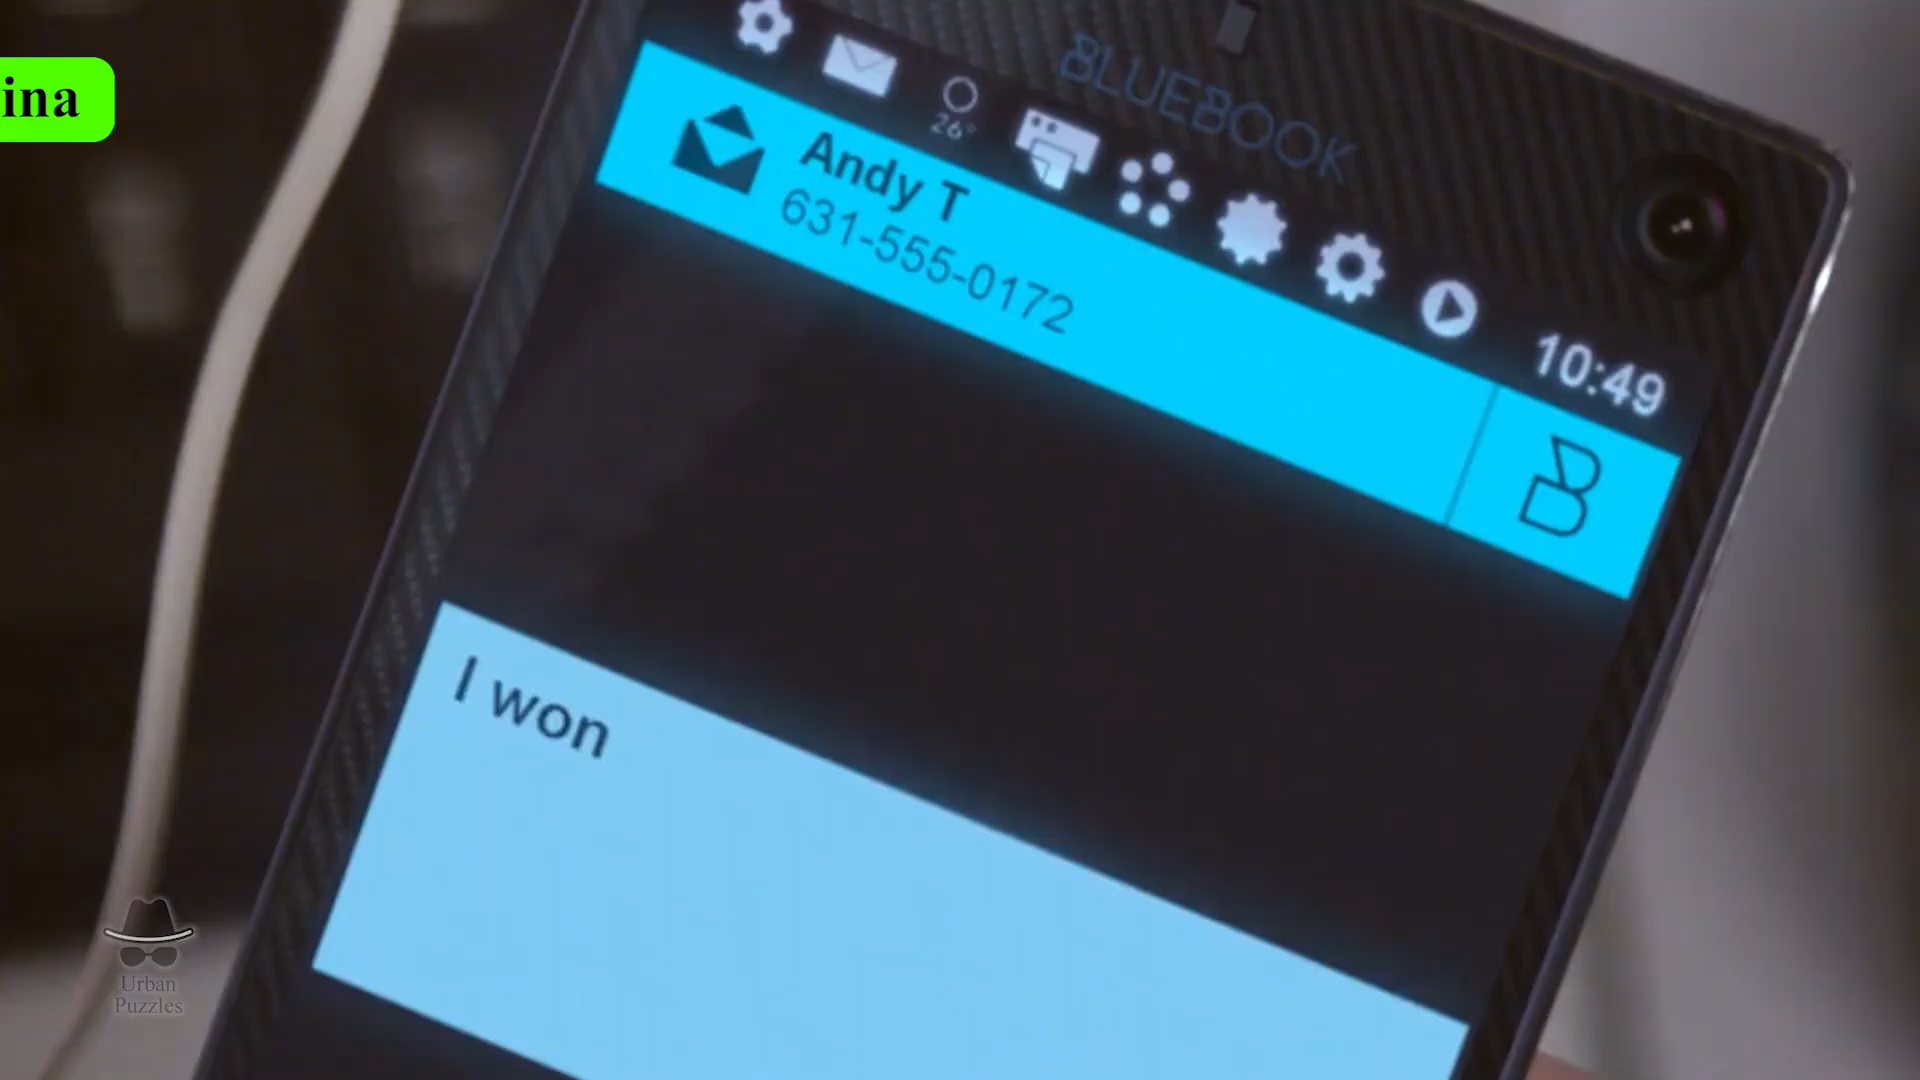 ina
BLUEBOOK
26°
10:49
Andy T
631-555-0172
B
I won
Urban
Puzzles